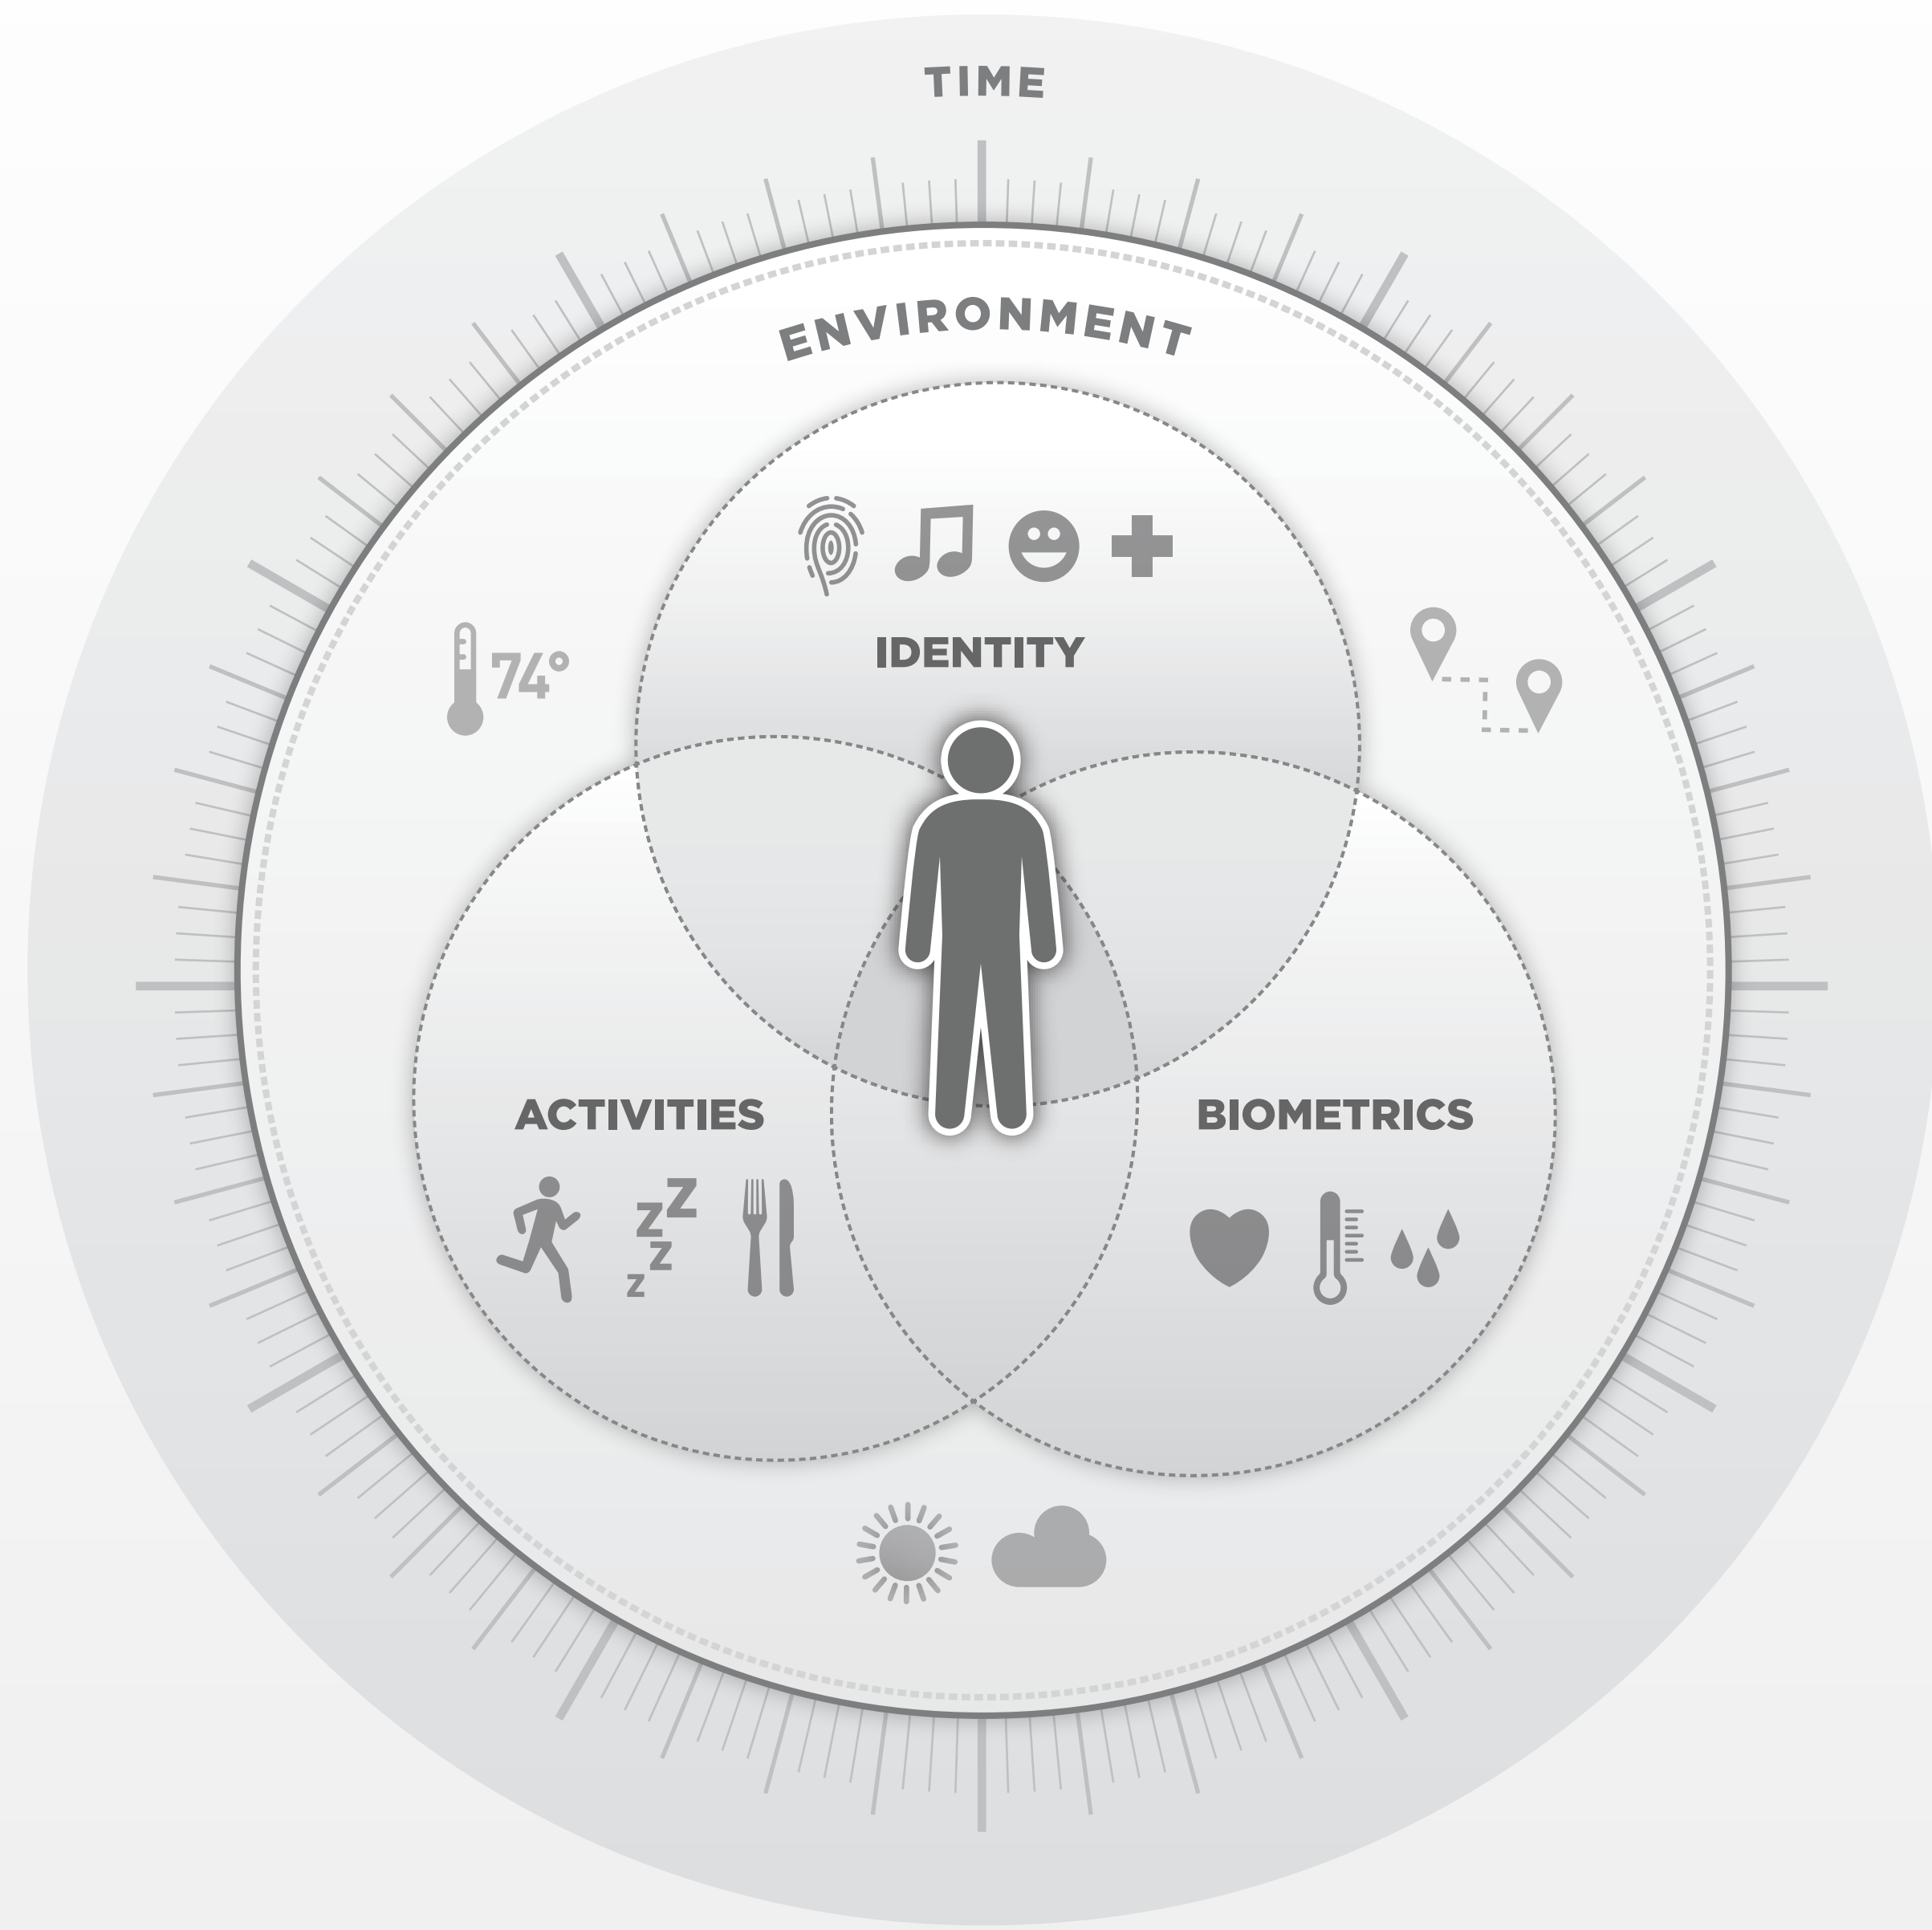 TIME
ENVIRONMENT
IDENTITY
74°
ACTIVITIES
BIOMETRICS
z Z
z
z